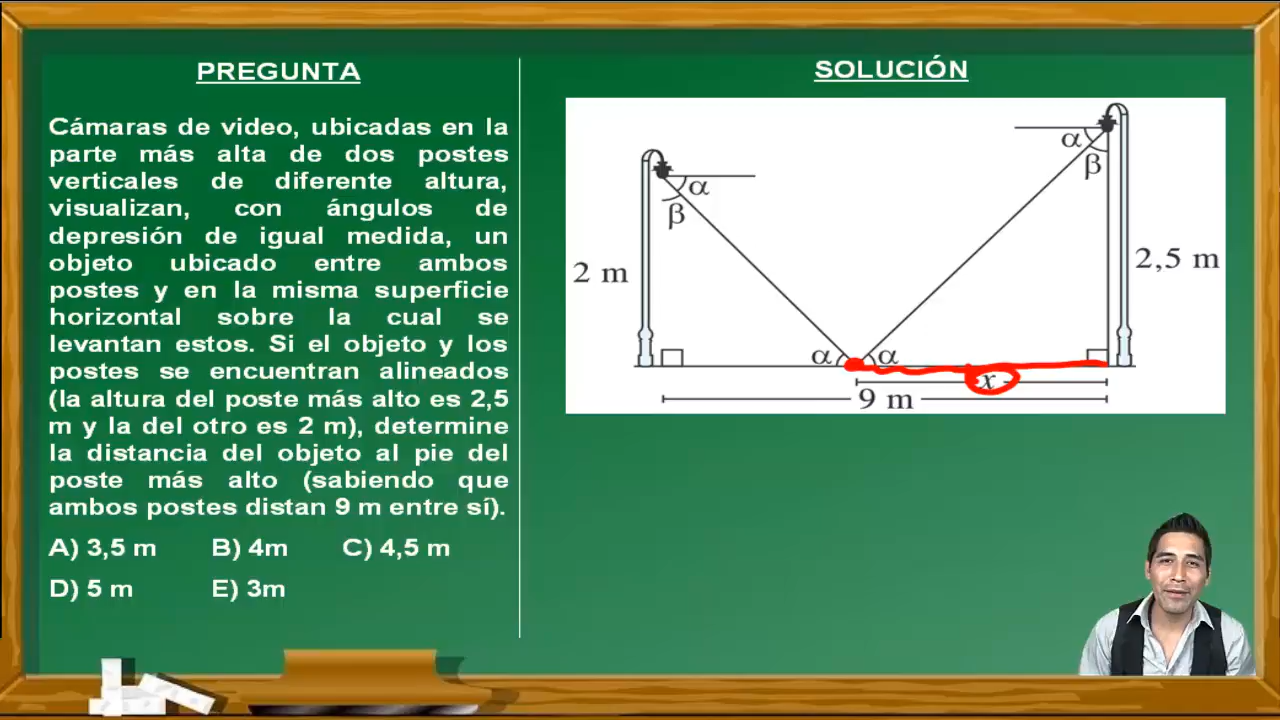 PREGUNTA
Cámaras de video, ubicadas en la
parte más alta de dos postes
verticales de diferente altura,
visualizan, con ángulos de
depresión de igual medida, un
objeto ubicado entre ambos
postes y en la misma superficie
horizontal sobre la cual se
levantan estos. Si el objeto y los
postes se encuentran alineados
(la altura del poste más alto es 2,5
m y la del otro es 2 m), determine
la distancia del objeto al pie del
poste más alto (sabiendo que
ambos postes distan 9 m entre sí).
A) 3,5 m B) 4m C) 4,5 m
D) 5 m E) 3m
SOLUCIÓN
α
β
α
β
2 m
2,5 m
α α
x
9 m